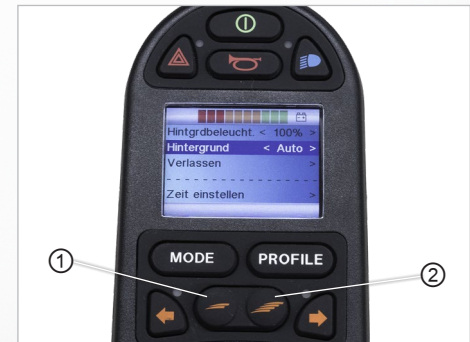 Hintgrdbeleucht. < 100% >
Hintergrund < Auto >
Verlassen >
Zeit einstellen >
MODE PROFILE
1 2